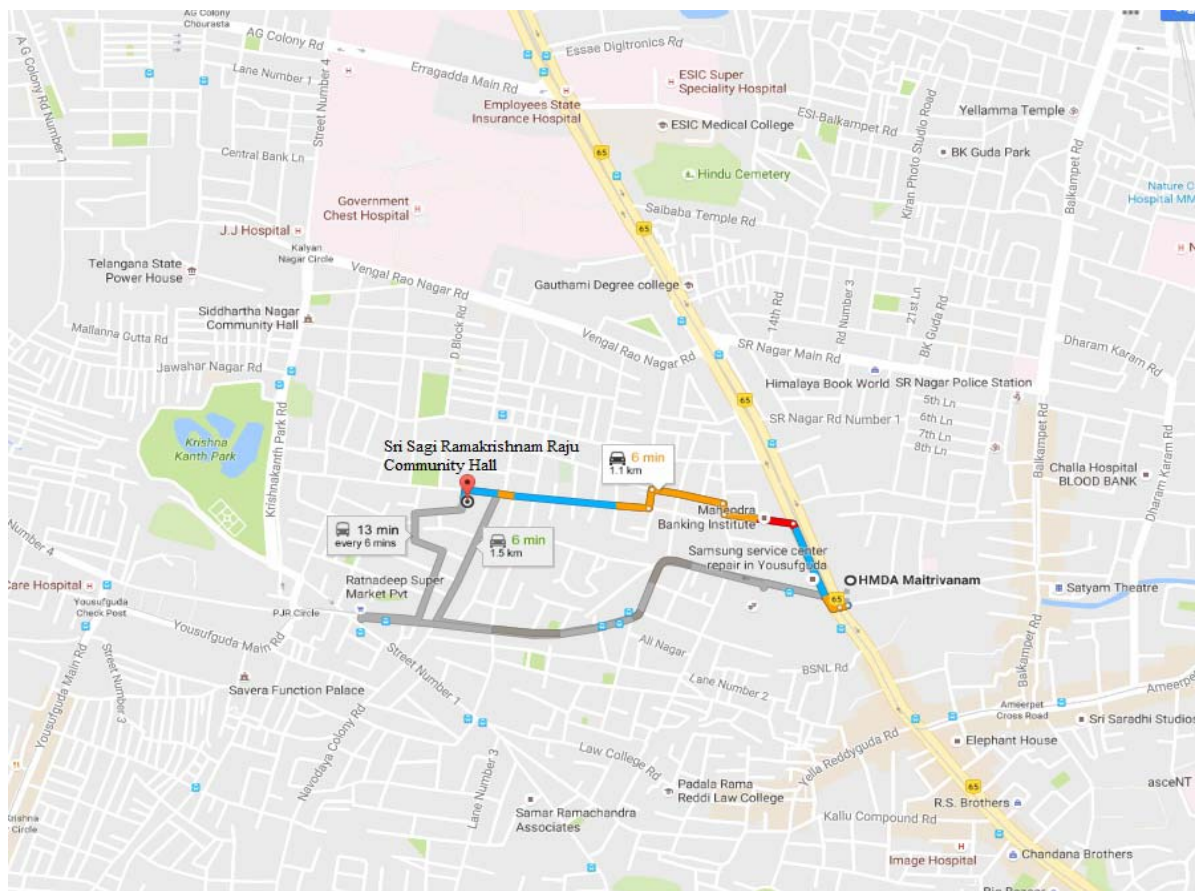 AG Colony
Chourasta
AG Colony Rd
Essae Digitronics Rd
A G Colony Rd Number 1
Lane Number 1
Street Number 4
Erragadda Main Rd
ESIC Super
Speciality Hospital
Employees State
Insurance Hospital
ESIC Medical College
ESI-Balkampet Rd
Kiran Photo Studio Road
Yellamma Temple
Balkampet Rd
BK Guda Park
65
Central Bank Ln
Hindu Cemetery
Nature C
Hospital MM
Government
Chest Hospital
Saibaba Temple Rd
65
J.J Hospital
Kalyan
Nagar Circle
Telangana State
Power House
Vengal Rao Nagar Rd
Gauthami Degree college
14th Rd
Rd Number 3
21st Ln
BK Guda Rd
Siddhartha Nagar
Community Hall
Mallanna Gutta Rd
D Block Rd
Vengal Rao Nagar Rd
SR Nagar Main Rd
Dharam Karam Rd
Jawahar Nagar Rd
Himalaya Book World
SR Nagar Police Station
65
5th Ln
6th Ln
7th Ln
8th Ln
SR Nagar Rd Number 1
Krishna
Kanth Park
Krishnakanth Park Rd
Sri Sagi Ramakrishnam Raju
Community Hall
6 min
1.1 km
Balkampet Rd
Challa Hospital
BLOOD BANK
Dharam Karam Rd
Mahendra
Banking Institute
13 min
every 6 mins
6 min
1.5 km
Samsung service center
repair in Yousufguda
HMDA Maitrivanam
65
Number 4
Care Hospital
Yousufguda
Check Post
Ratnadeep Super
Market Pvt
PJR Circle
Satyam Theatre
Yousufguda Main Rd
Ali Nagar
Street Number 1
Lane Number 2
BSNL Rd
Balkampet Rd
Savera Function Palace
Street Number 3
Yousufguda Main Rd
Navodaya Colony Rd
Ameerpet
Cross Road
Ameerpet
Sri Saradhi Studios
Elephant House
Yella Reddyguda Rd
Law College Rd
Lane Number 3
Padala Rama
Reddi Law College
65
asceNT
R.S. Brothers
Samar Ramachandra
Associates
Kallu Compound Rd
Krishna
Circle
Image Hospital
Chandana Brothers